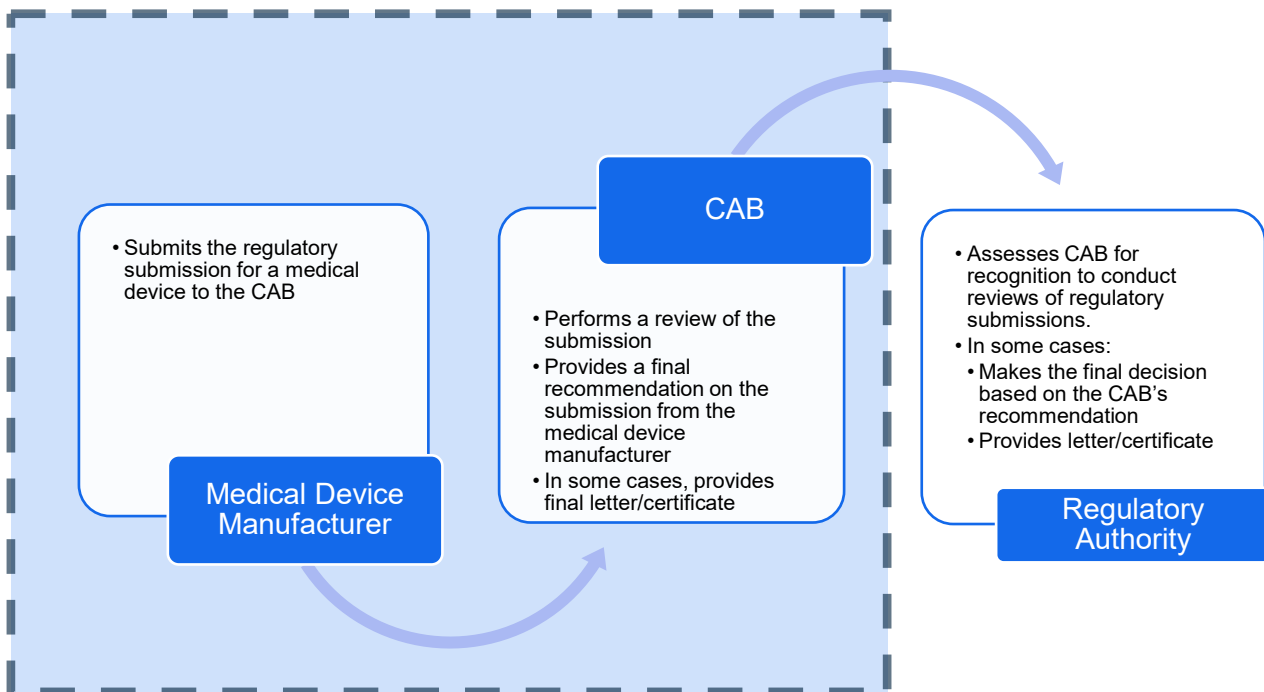 • Submits the regulatory
submission for a medical
device to the CAB
Medical Device
Manufacturer
CAB
• Performs a review of the
submission
• Provides a final
recommendation on the
submission from the
medical device
manufacturer
• In some cases, provides
final letter/certificate
• Assesses CAB for
recognition to conduct
reviews of regulatory
submissions.
• In some cases:
• Makes the final decision
based on the CAB’s
recommendation
• Provides letter/certificate
Regulatory
Authority